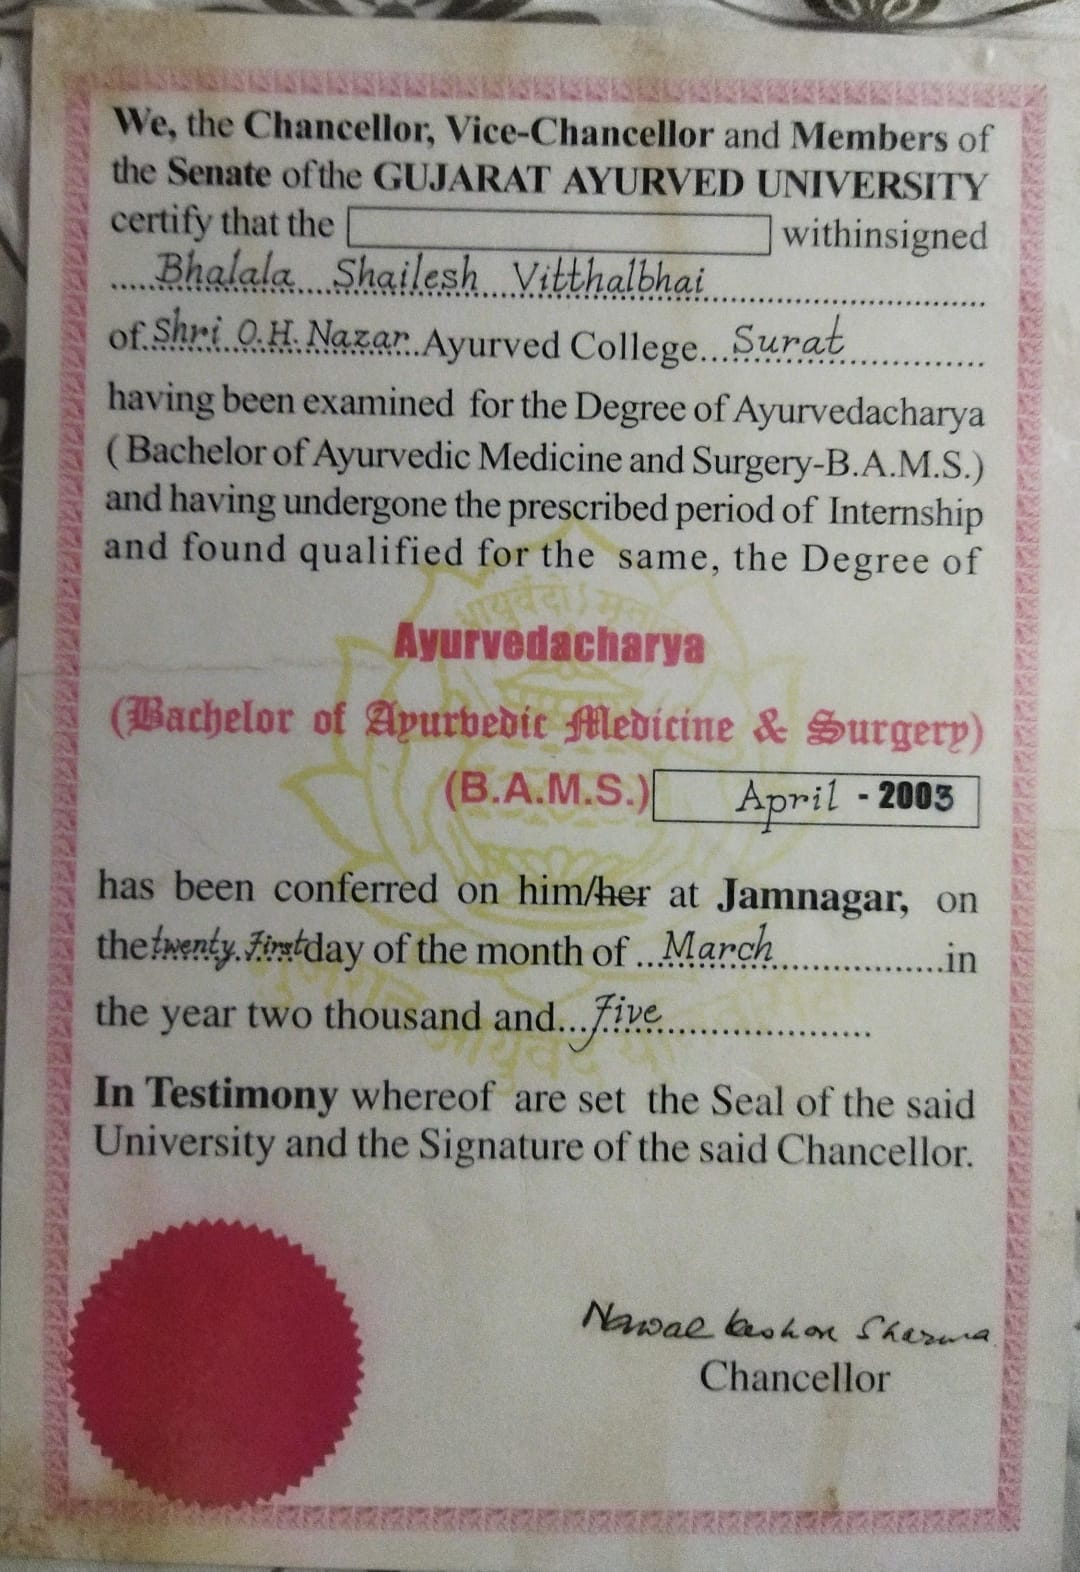 We, the Chancellor, Vice-Chancellor and Members of
the Senate of the GUJARAT AYURVED UNIVERSITY
certify that the withinsigned
.....Bhalala....Shailesh...Vitthalbhai..............................
of.Shri O.H. Nazar..Ayurved College...Surat................
having been examined for the Degree of Ayurvedacharya
( Bachelor of Ayurvedic Medicine and Surgery-B.A.M.S.)
and having undergone the prescribed period of Internship
and found qualified for the same, the Degree of
आयुर्वेदो
Ayurvedacharya
(Bachelor of Ayurvedic Medicine & Surgery)
(B.A.M.S.) April - 2003
has been conferred on him/her at Jamnagar, on
the twenty.First day of the month of ...March....................in
the year two thousand and...Five......................
In Testimony whereof are set the Seal of the said
University and the Signature of the said Chancellor.
Nawal Kishore Sharma
Chancellor